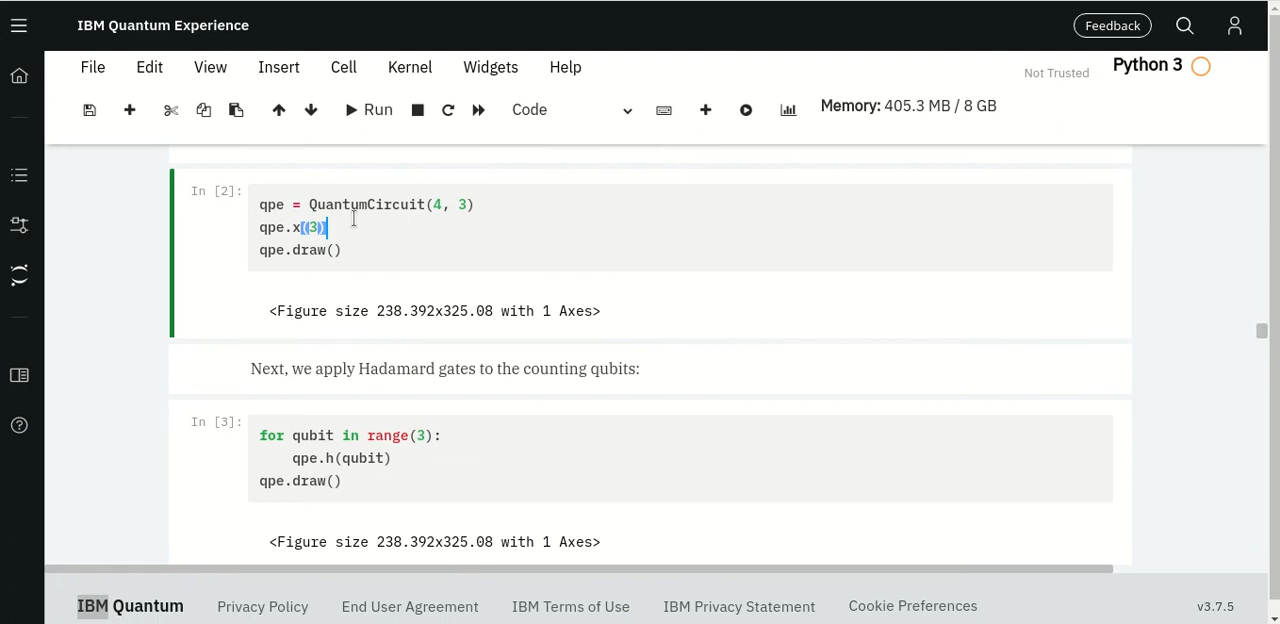 IBM Quantum Experience
Feedback
File Edit View Insert Cell Kernel Widgets Help
Not Trusted
Python 3
Run
Code
Memory: 405.3 MB / 8 GB
In [2]:
qpe = QuantumCircuit(4, 3)
qpe.x(3)
qpe.draw()
<Figure size 238.392x325.08 with 1 Axes>
Next, we apply Hadamard gates to the counting qubits:
In [3]:
for qubit in range(3):
    qpe.h(qubit)
qpe.draw()
<Figure size 238.392x325.08 with 1 Axes>
IBM Quantum Privacy Policy End User Agreement IBM Terms of Use IBM Privacy Statement Cookie Preferences v3.7.5